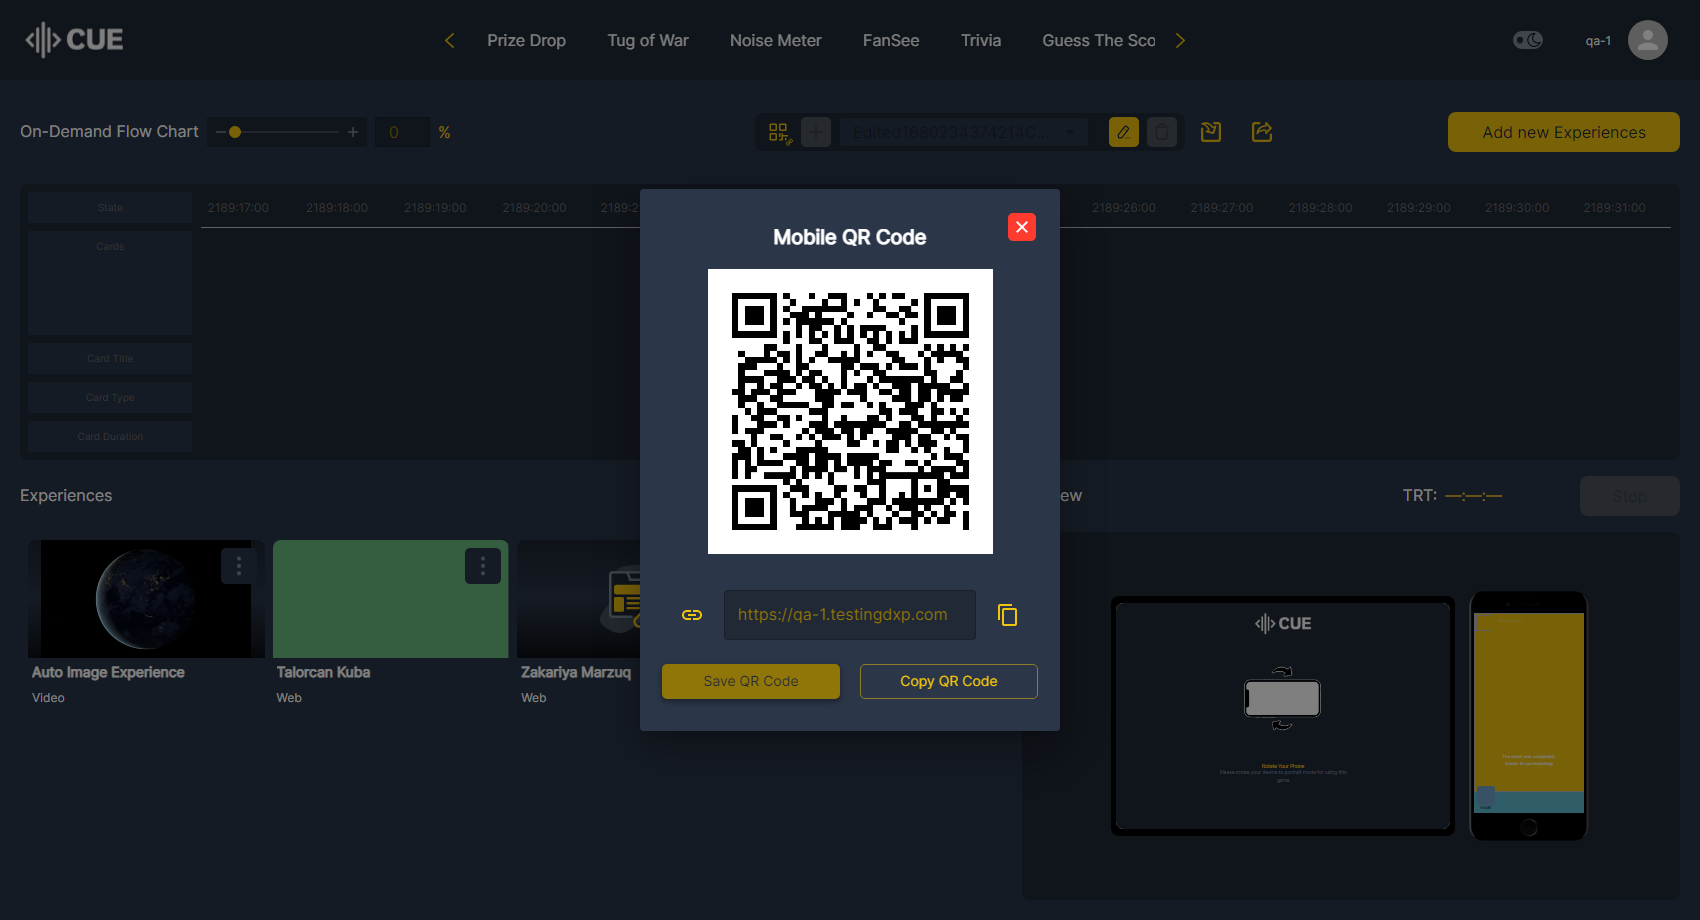 CUE
Prize Drop
Tug of War
Noise Meter
FanSee
Trivia
Guess The Sco
qa-1
On-Demand Flow Chart
0
%
Edited1680234374214C...
Add new Experiences
State
2189:17:00
2189:18:00
2189:19:00
2189:20:00
2189:2
2189:26:00
2189:27:00
2189:28:00
2189:29:00
2189:30:00
2189:31:00
Cards
Card Title
Card Type
Card Duration
Mobile QR Code
https://qa-1.testingdxp.com
Save QR Code
Copy QR Code
Experiences
ew
TRT: --:--:--
Stop
Auto Image Experience
Video
Talorcan Kuba
Web
Zakariya Marzuq
Web
CUE
Rotate Your Phone
Please rotate your device to portrait mode for using this
game